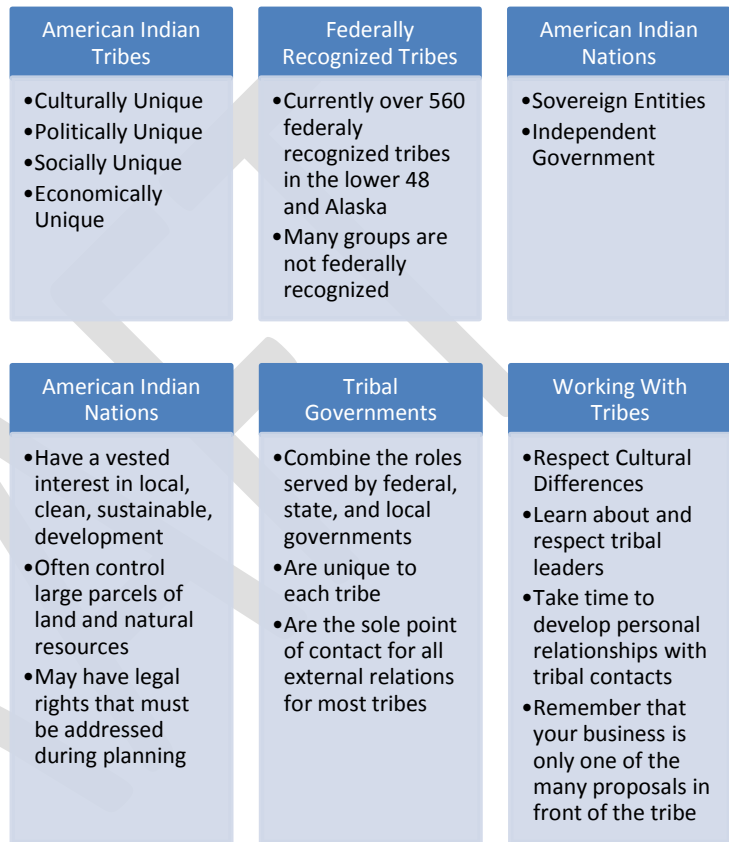 American Indian
Tribes
•Culturally Unique
•Politically Unique
•Socially Unique
•Economically
Unique
Federally
Recognized Tribes
•Currently over 560
federaly
recognized tribes
in the lower 48
and Alaska
•Many groups are
not federally
recognized
American Indian
Nations
•Sovereign Entities
•Independent
Government
American Indian
Nations
•Have a vested
interest in local,
clean, sustainable,
development
•Often control
large parcels of
land and natural
resources
•May have legal
rights that must
be addressed
during planning
Tribal
Governments
•Combine the roles
served by federal,
state, and local
governments
•Are unique to
each tribe
•Are the sole point
of contact for all
external relations
for most tribes
Working With
Tribes
•Respect Cultural
Differences
•Learn about and
respect tribal
leaders
•Take time to
develop personal
relationships with
tribal contacts
•Remember that
your business is
only one of the
many proposals in
front of the tribe